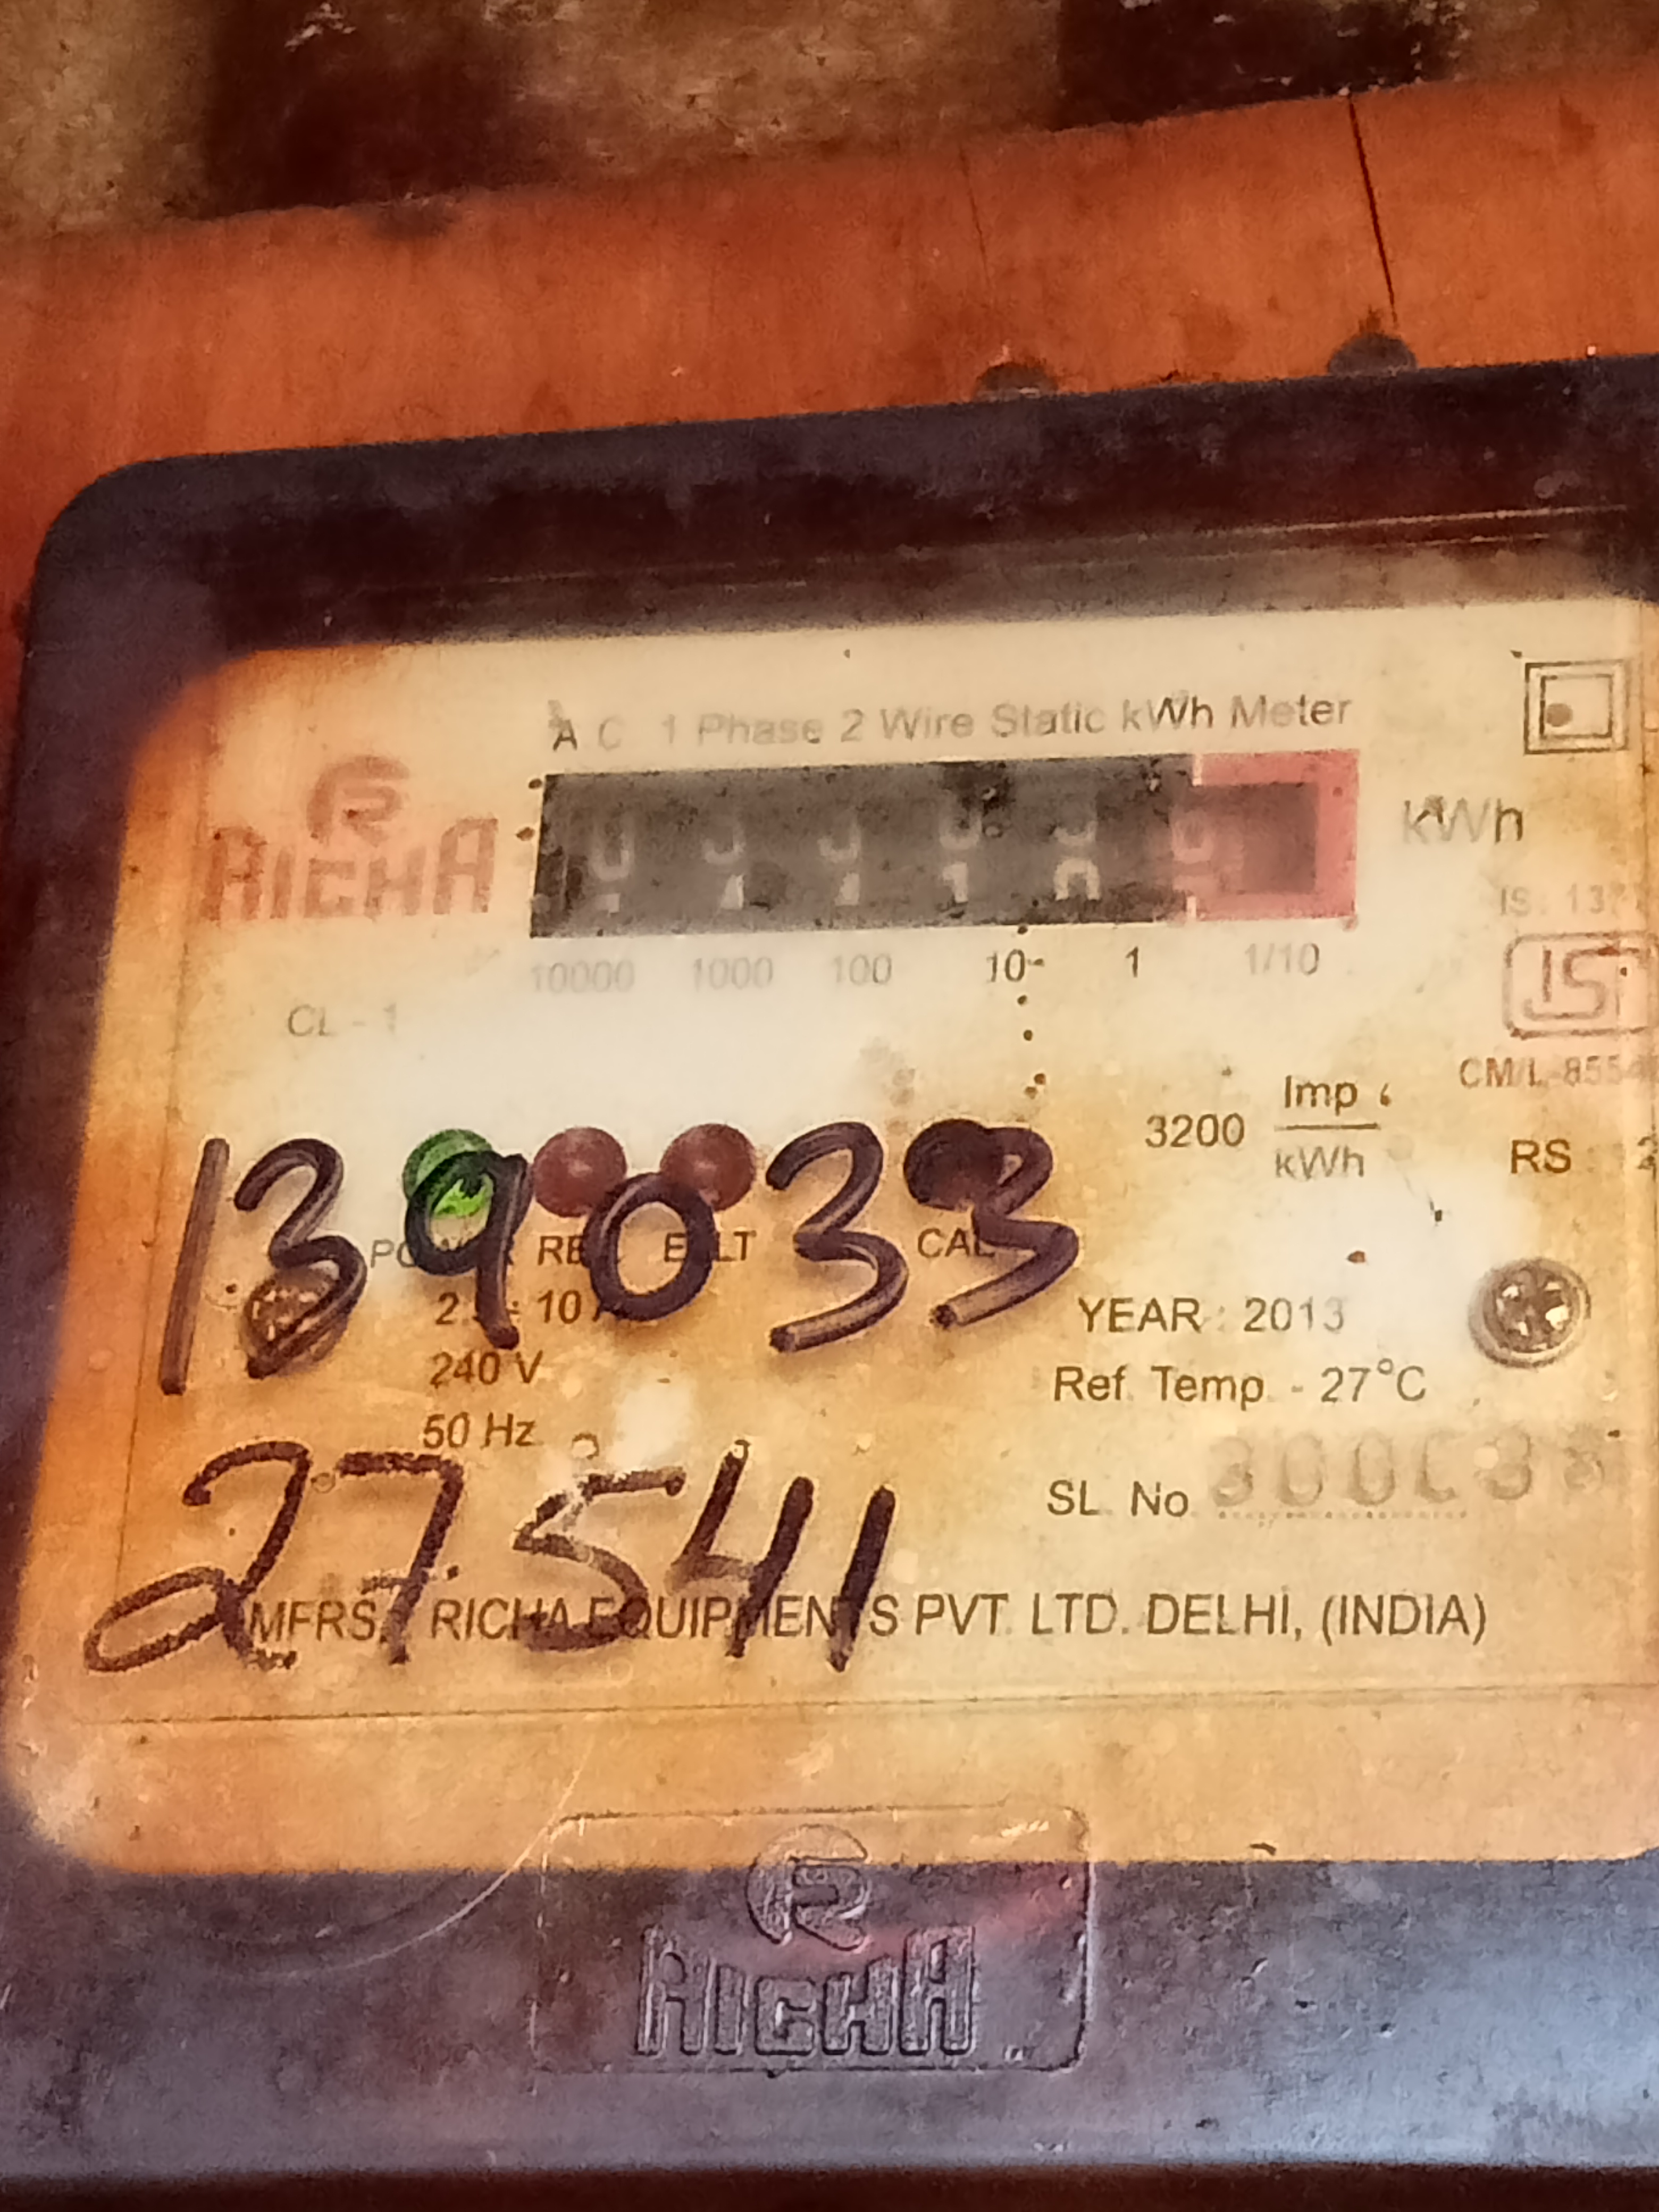 A C 1 Phase 2 Wire Static kWh Meter
RICHA
kWh
10000 1000 100 10 1 1/10
CL - 1
3200 Imp
kWh
CM/L-855
RS
139033
CAL
240 V
50 Hz
YEAR : 2013
Ref. Temp. - 27°C
27541
SL. No.
MFRS. RICHA EQUIPMENTS PVT. LTD. DELHI, (INDIA)
RICHA